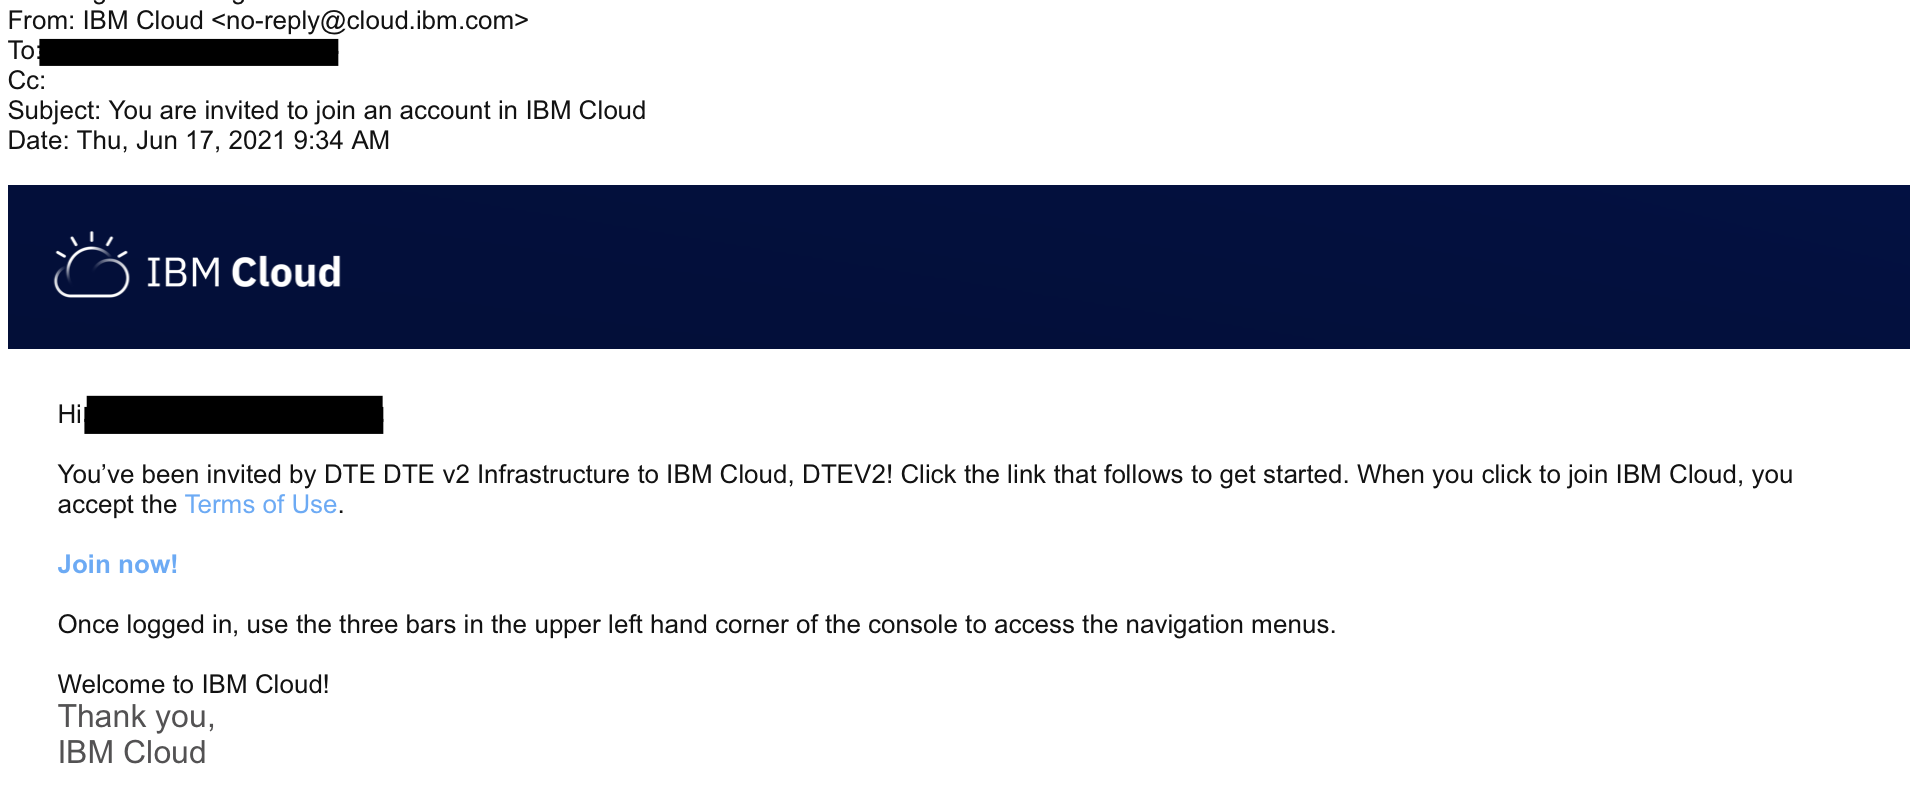 From: IBM Cloud <no-reply@cloud.ibm.com>
To:
Cc:
Subject: You are invited to join an account in IBM Cloud
Date: Thu, Jun 17, 2021 9:34 AM
IBM Cloud
Hi
You’ve been invited by DTE DTE v2 Infrastructure to IBM Cloud, DTEV2! Click the link that follows to get started. When you click to join IBM Cloud, you
accept the Terms of Use.
Join now!
Once logged in, use the three bars in the upper left hand corner of the console to access the navigation menus.
Welcome to IBM Cloud!
Thank you,
IBM Cloud